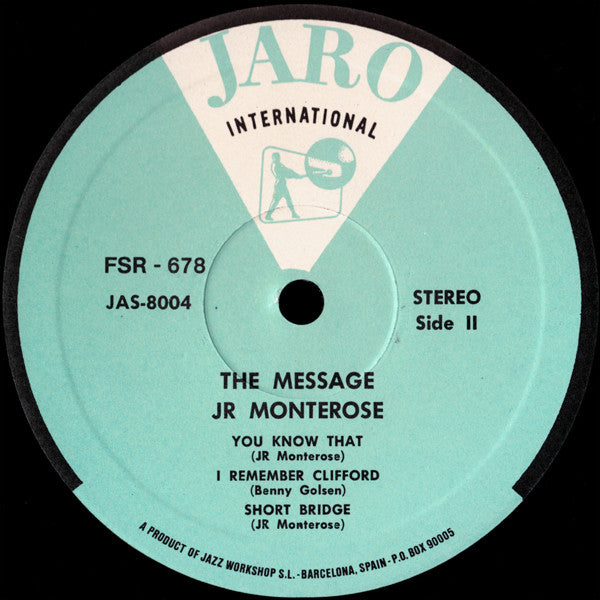 JARO
INTERNATIONAL
FSR - 678
JAS-8004
STEREO
Side II
THE MESSAGE
JR MONTEROSE
YOU KNOW THAT
(JR Monterose)
I REMEMBER CLIFFORD
(Benny Golsen)
SHORT BRIDGE
(JR Monterose)
A PRODUCT OF JAZZ WORKSHOP S.L.-BARCELONA, SPAIN-P.O. BOX 90005